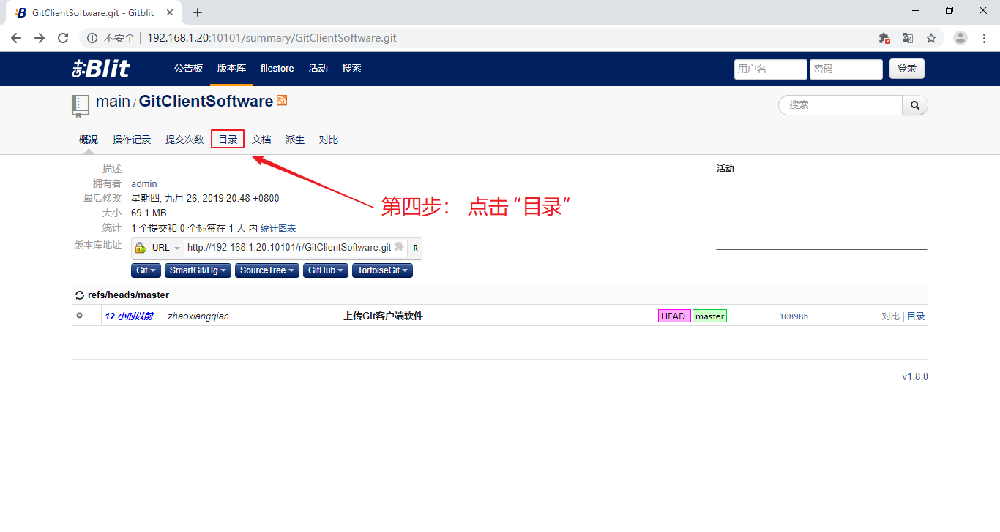 GitClientSoftware.git - Gitblit
不安全 192.168.1.20:10101/summary/GitClientSoftware.git
git:Blit 公告板 版本库 filestore 活动 搜索 用户名 密码 登录
main / GitClientSoftware 搜索
概况 操作记录 提交次数 目录 文档 派生 对比
描述 活动
拥有者 admin
最后修改 星期四, 九月 26, 2019 20:48 +0800
第四步： 点击 “目录”
大小 69.1 MB
统计 1 个提交和 0 个标签在 1 天 内 统计图表
版本库地址 URL http://192.168.1.20:10101/r/GitClientSoftware.git R
Git SmartGit/Hg SourceTree GitHub TortoiseGit
refs/heads/master
12 小时以前 zhaoxiangqian 上传Git客户端软件 HEAD master 10898b 对比 | 目录
v1.8.0